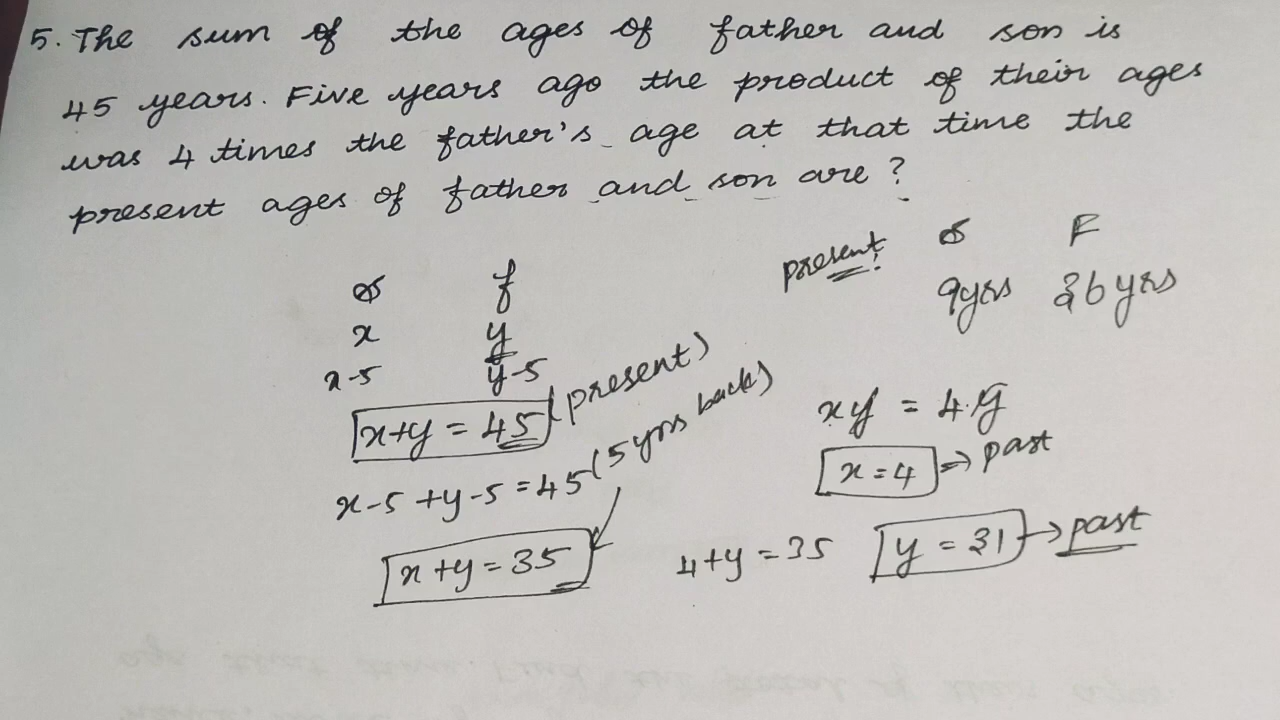 5. The sum of the ages of father and son is
45 years. Five years ago the product of their ages
was 4 times the father's age at that time the
present ages of father and son are ?
present: S F
9yrs 36 yrs
S f
x y
x-5 y-5
x+y = 45 (present)
x-5 +y-5 = 45 (5 yrs back)
x +y = 35
xy = 4.y
x = 4 => past
4+y = 35 y = 31 → past